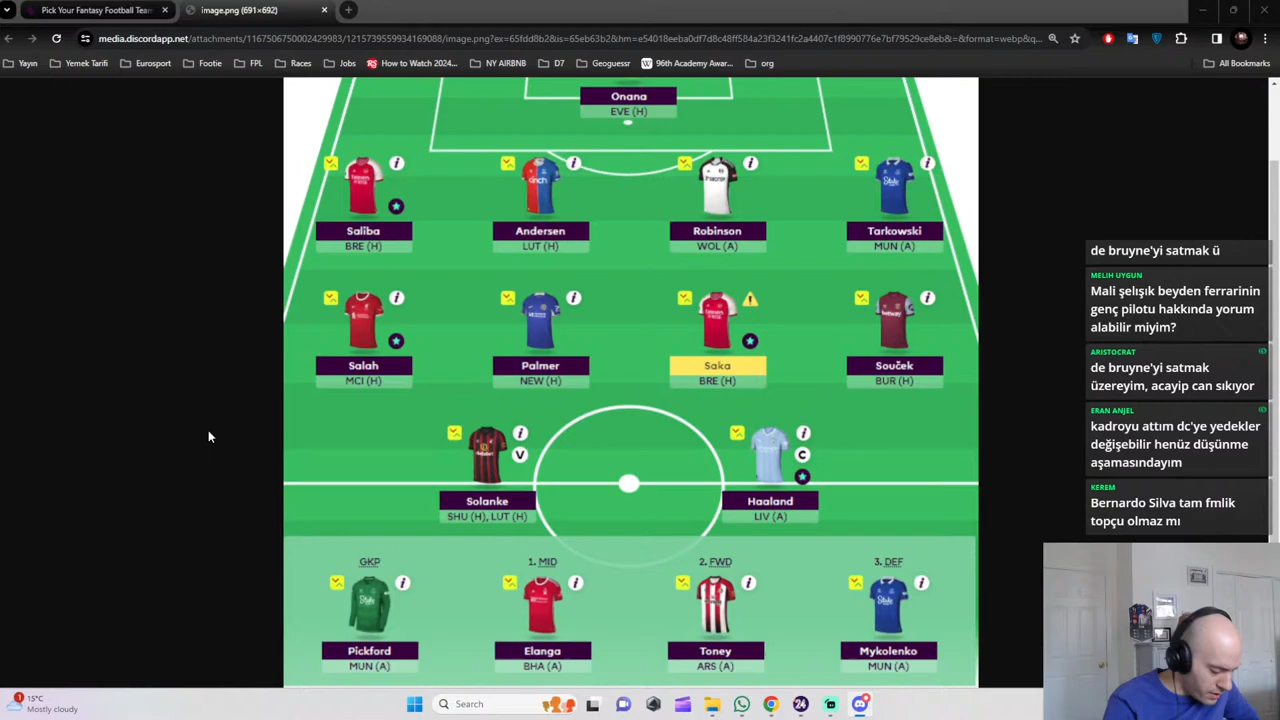 Pick Your Fantasy Football Team
image.png (691×692)
media.discordapp.net/attachments/1167506750002429983/1215739559934169088/image.png?ex=65fdd8b2&is=65eb63b2&hm=
Yayın
Yemek Tarifi
Eurosport
Footie
FPL
Races
Jobs
How to Watch 2024...
NY AIRBNB
D7
Geoguessr
96th Academy Awar...
org
All Bookmarks
Onana
EVE (H)
Saliba
BRE (H)
Andersen
LUT (H)
Robinson
WOL (A)
Tarkowski
MUN (A)
Salah
MCI (H)
Palmer
NEW (H)
Saka
BRE (H)
Souček
BUR (H)
V
Solanke
SHU (H), LUT (H)
C
Haaland
LIV (A)
GKP
Pickford
MUN (A)
1. MID
Elanga
BHA (A)
2. FWD
Toney
ARS (A)
3. DEF
Mykolenko
MUN (A)
de bruyne'yi satmak ü
MELIH UYGUN
Mali şelışık beyden ferrarinin
genç pilotu hakkında yorum
alabilir miyim?
ARISTOCRAT
de bruyne'yi satmak
üzereyim, acayip can sıkıyor
ERAN ANJEL
kadroyu attım dc'ye yedekler
değişebilir henüz düşünme
aşamasındayım
KEREM
Bernardo Silva tam fmlik
topçu olmaz mı
1
15°C
Mostly cloudy
Search
24